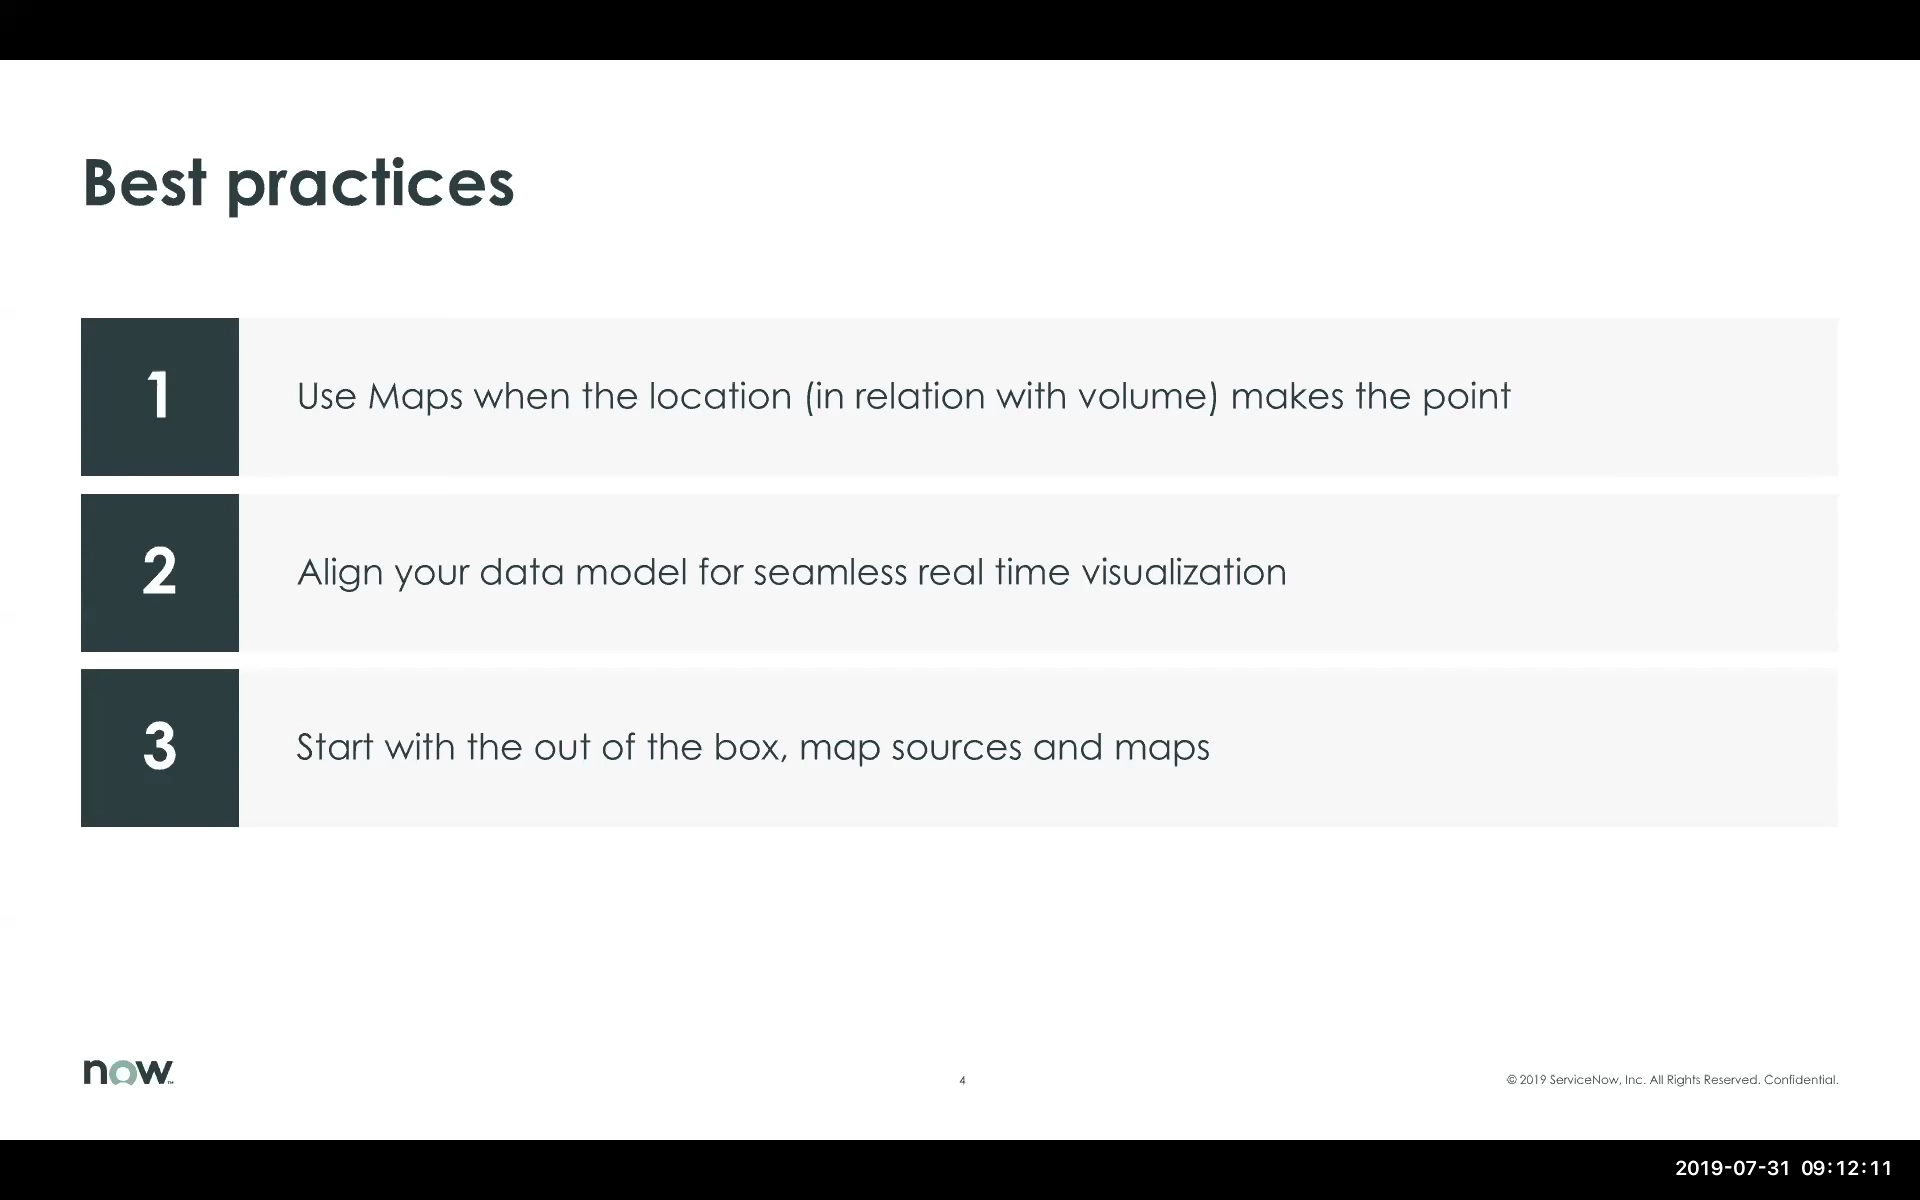 Best practices
1
Use Maps when the location (in relation with volume) makes the point
2
Align your data model for seamless real time visualization
3
Start with the out of the box, map sources and maps
now™
4
© 2019 ServiceNow, Inc. All Rights Reserved. Confidential.
2019-07-31 09:12:11